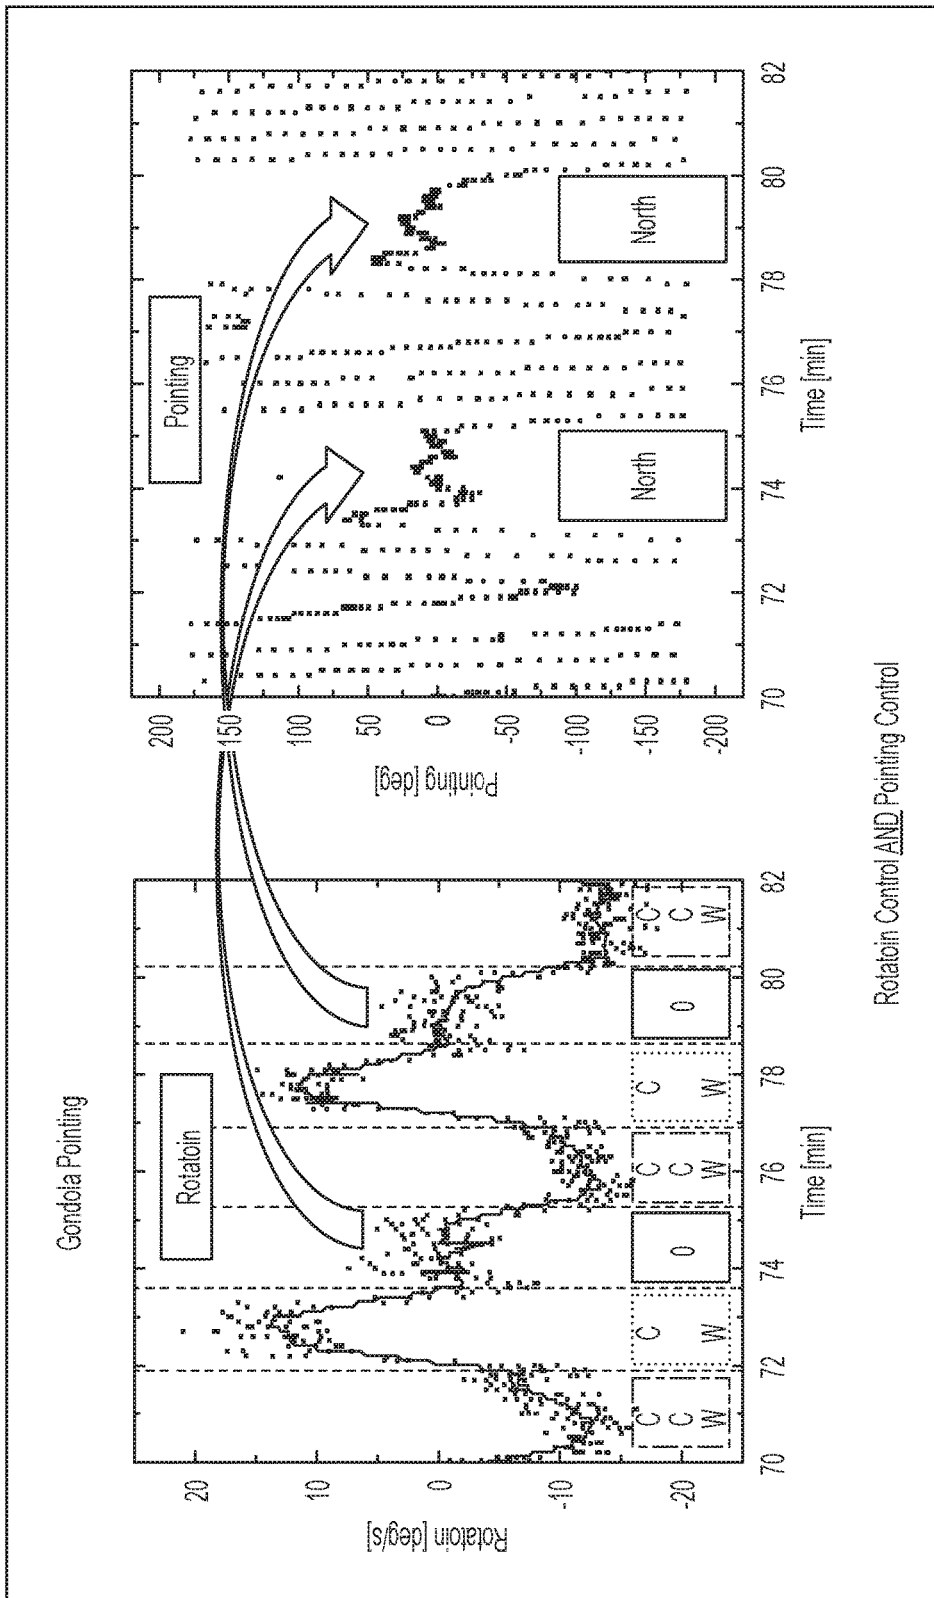 Gondola Pointing
Rotatoin
20
10
0
-10
-20
Rotatoin [deg/s]
C
C
W
C
W
0
C
C
W
C
W
0
C
C
W
70
72
74
76
78
80
82
Time [min]
Pointing
200
150
100
50
0
-50
-100
-150
-200
Pointing [deg]
North
North
70
72
74
76
78
80
82
Time [min]
Rotatoin Control AND Pointing Control